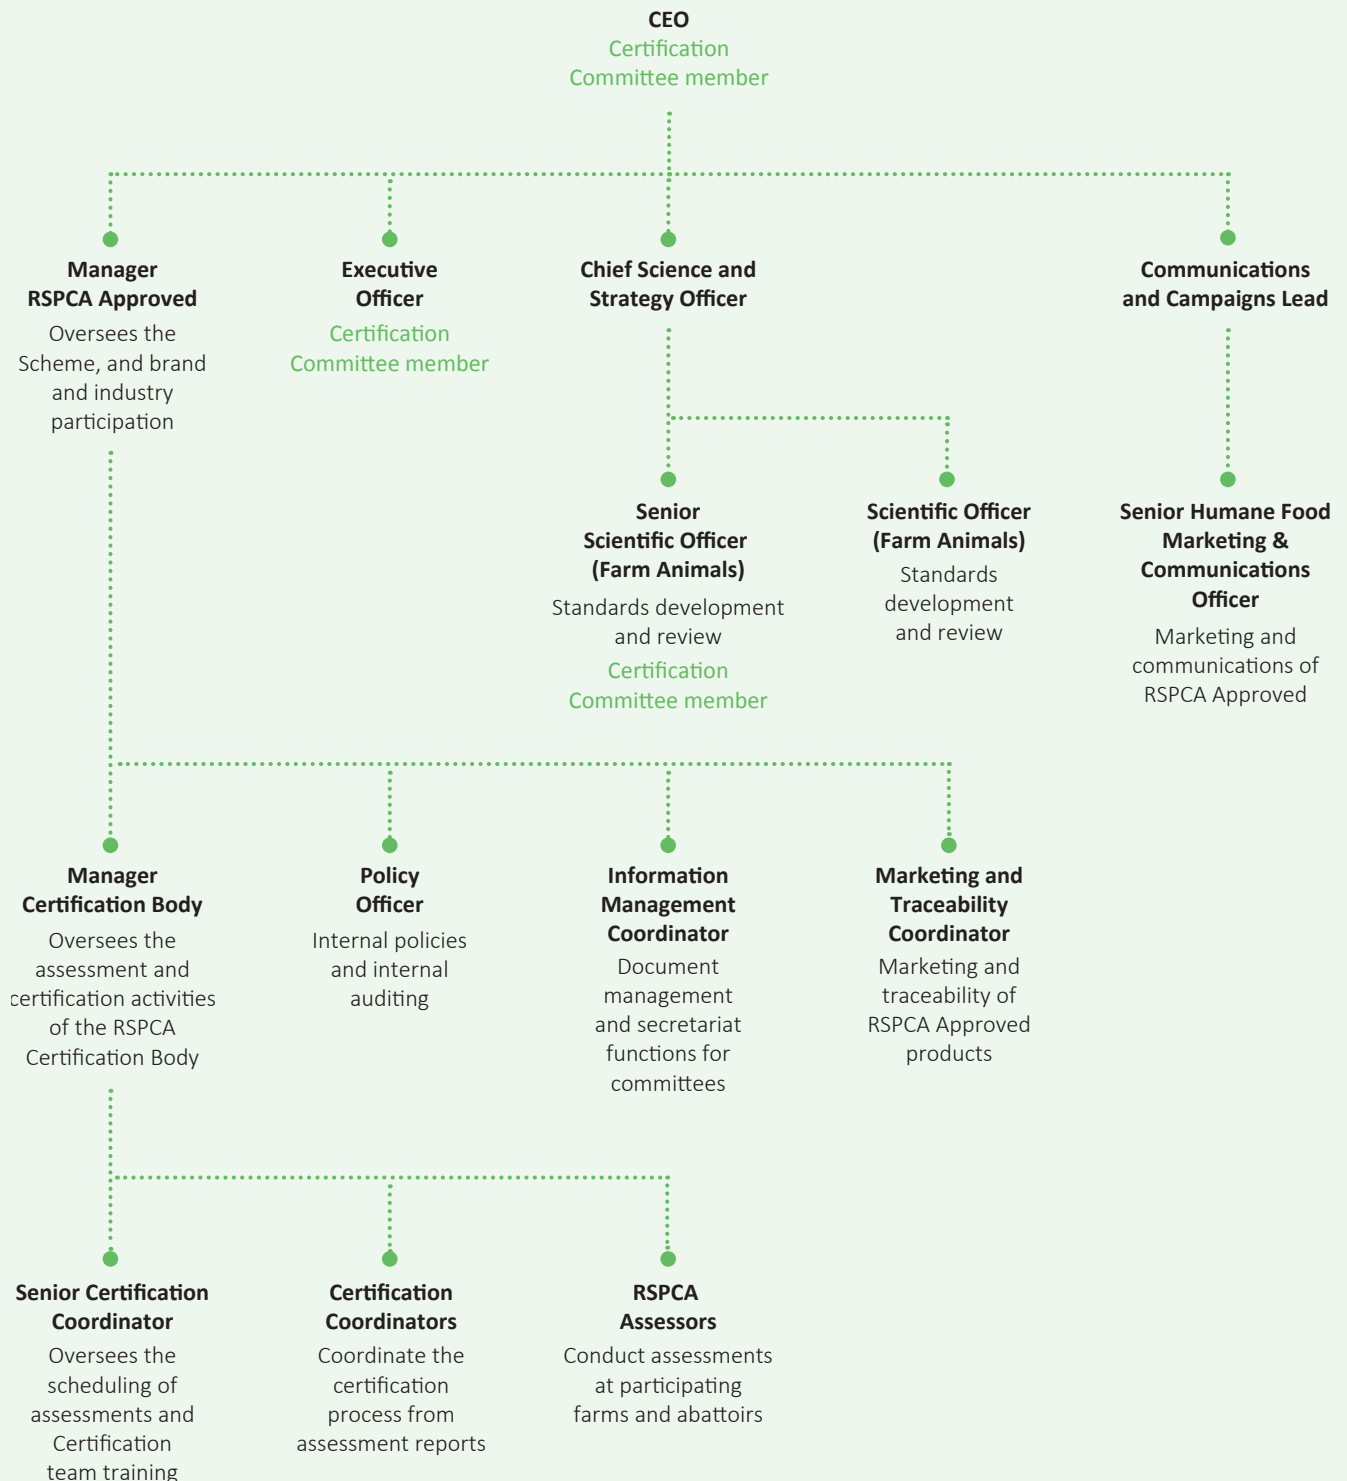 CEO
Certification
Committee member
Manager
RSPCA Approved
Oversees the
Scheme, and brand
and industry
participation
Executive
Officer
Certification
Committee member
Chief Science and
Strategy Officer
Communications
and Campaigns Lead
Senior
Scientific Officer
(Farm Animals)
Standards development
and review
Certification
Committee member
Scientific Officer
(Farm Animals)
Standards
development
and review
Senior Humane Food
Marketing &
Communications
Officer
Marketing and
communications of
RSPCA Approved
Manager
Certification Body
Oversees the
assessment and
certification activities
of the RSPCA
Certification Body
Policy
Officer
Internal policies
and internal
auditing
Information
Management
Coordinator
Document
management
and secretariat
functions for
committees
Marketing and
Traceability
Coordinator
Marketing and
traceability of
RSPCA Approved
products
Senior Certification
Coordinator
Oversees the
scheduling of
assessments and
Certification
team training
Certification
Coordinators
Coordinate the
certification
process from
assessment reports
RSPCA
Assessors
Conduct assessments
at participating
farms and abattoirs